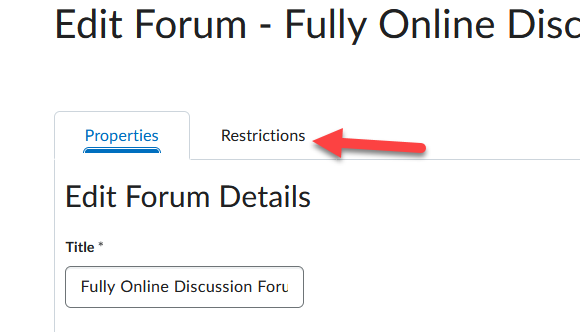 Edit Forum - Fully Online Disc
Properties
Restrictions
Edit Forum Details
Title *
Fully Online Discussion Foru